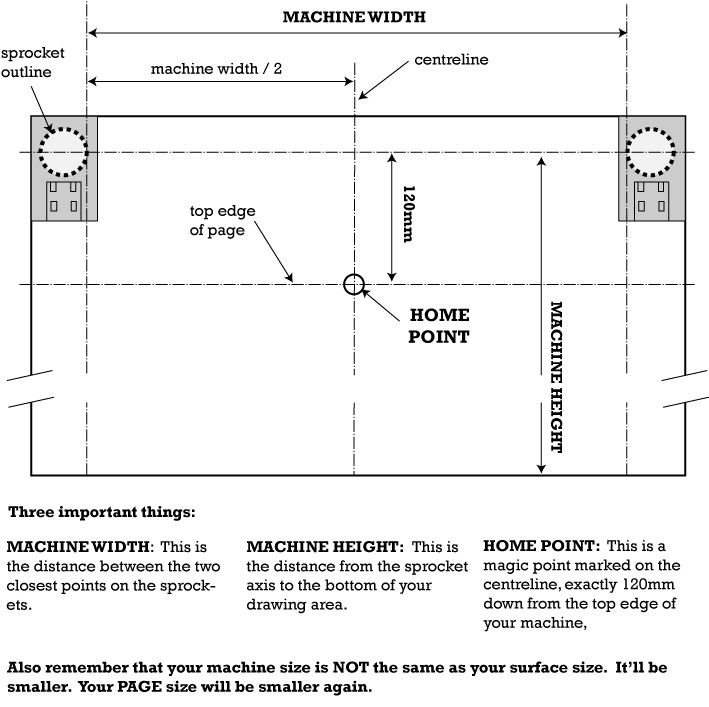 MACHINE WIDTH
sprocket
outline
machine width / 2
centreline
120mm
top edge
of page
HOME
POINT
MACHINE HEIGHT
Three important things:
MACHINE WIDTH: This is
the distance between the two
closest points on the sprock-
ets.
MACHINE HEIGHT: This is
the distance from the sprocket
axis to the bottom of your
drawing area.
HOME POINT: This is a
magic point marked on the
centreline, exactly 120mm
down from the top edge of
your machine,
Also remember that your machine size is NOT the same as your surface size. It'll be
smaller. Your PAGE size will be smaller again.